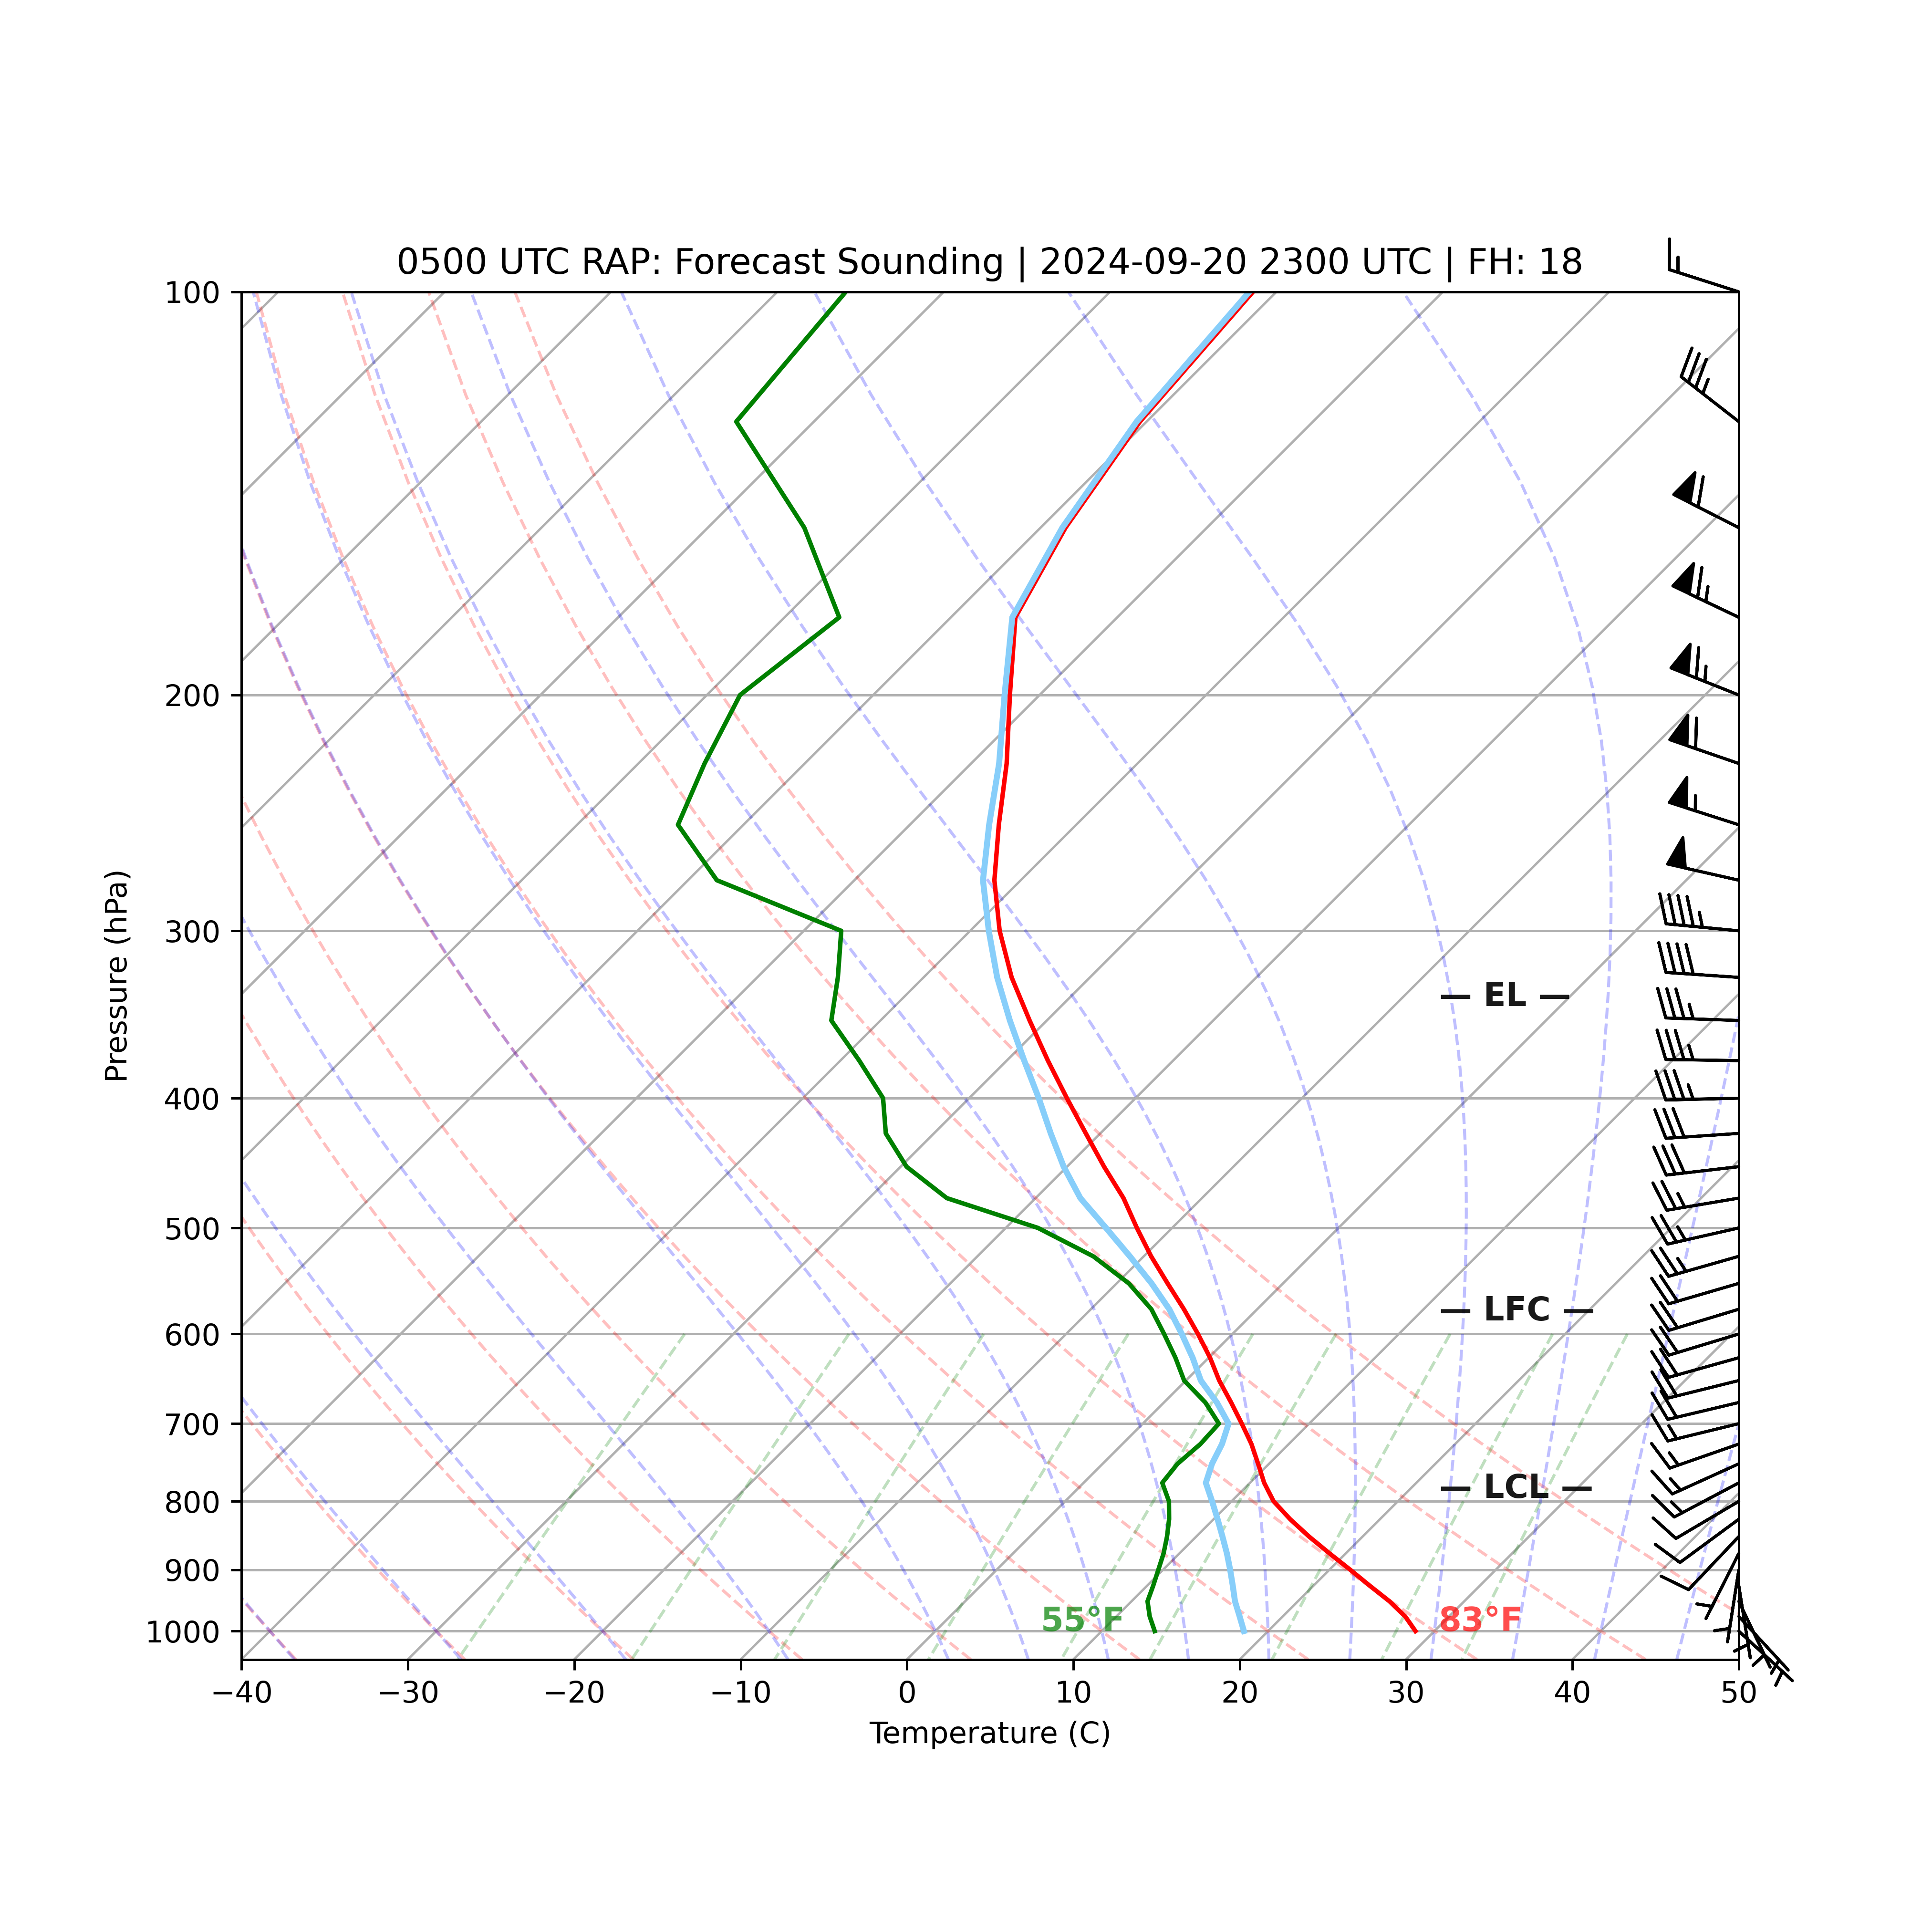 0500 UTC RAP: Forecast Sounding | 2024-09-20 2300 UTC | FH: 18
100
200
300
400
500
600
700
800
900
1000
Pressure (hPa)
— EL —
— LFC —
— LCL —
55°F
83°F
−40 −30 −20 −10 0 10 20 30 40 50
Temperature (C)